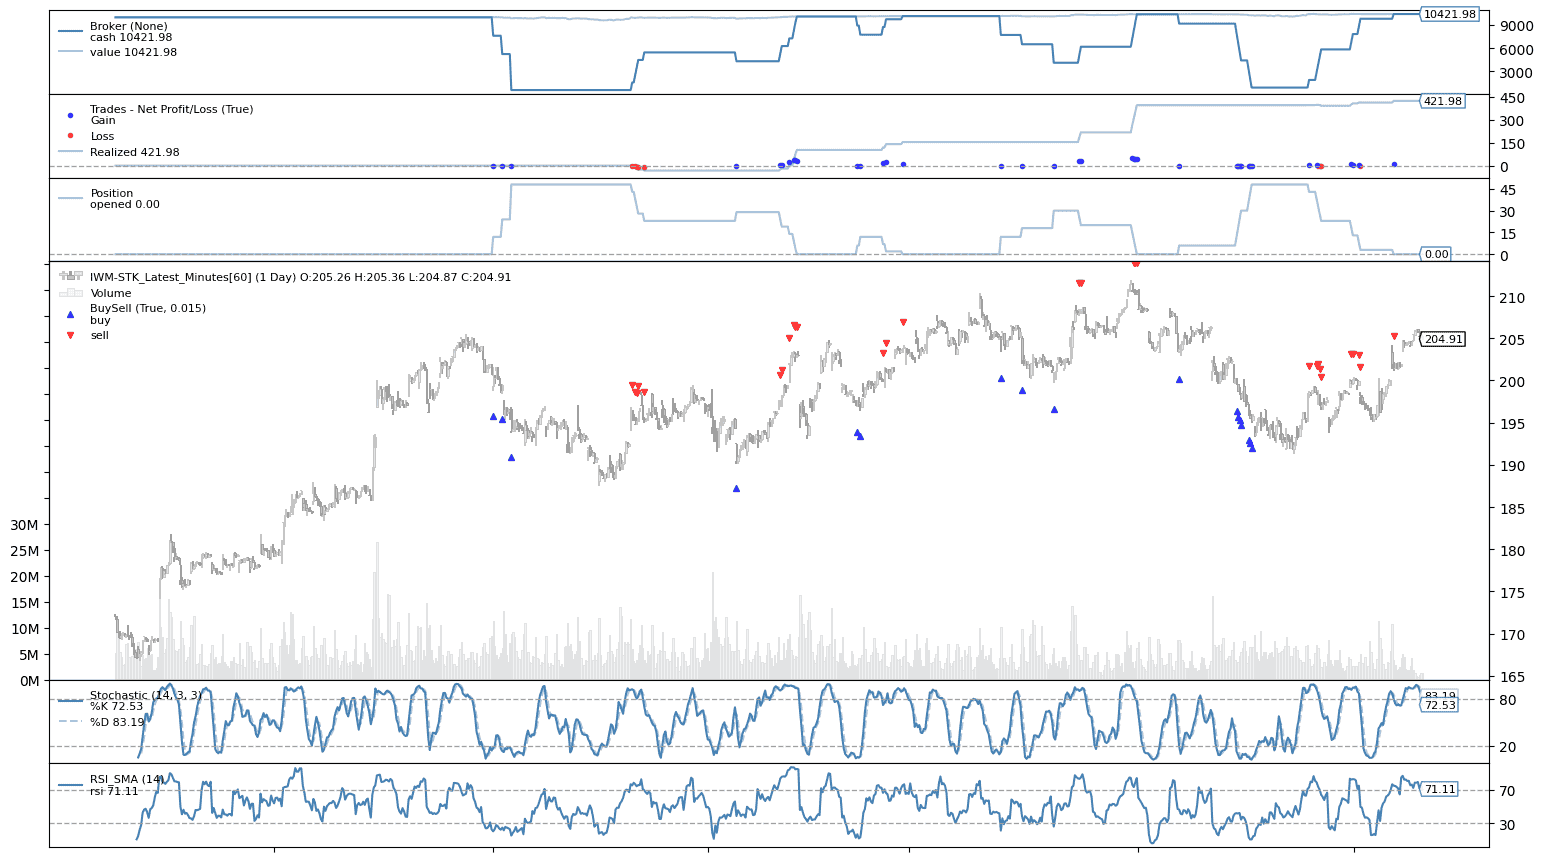 Broker (None)
cash 10421.98
value 10421.98
10421.98
9000
6000
3000
Trades - Net Profit/Loss (True)
Gain
Loss
Realized 421.98
450
421.98
300
150
0
Position
opened 0.00
45
30
15
0
0.00
IWM-STK_Latest_Minutes[60] (1 Day) O:205.26 H:205.36 L:204.87 C:204.91
Volume
BuySell (True, 0.015)
buy
sell
210
205
204.91
200
195
190
185
180
175
170
165
30M
25M
20M
15M
10M
5M
0M
Stochastic (14, 3, 3)
%K 72.53
%D 83.19
83.19
72.53
80
20
RSI_SMA (14)
rsi 71.11
71.11
70
30